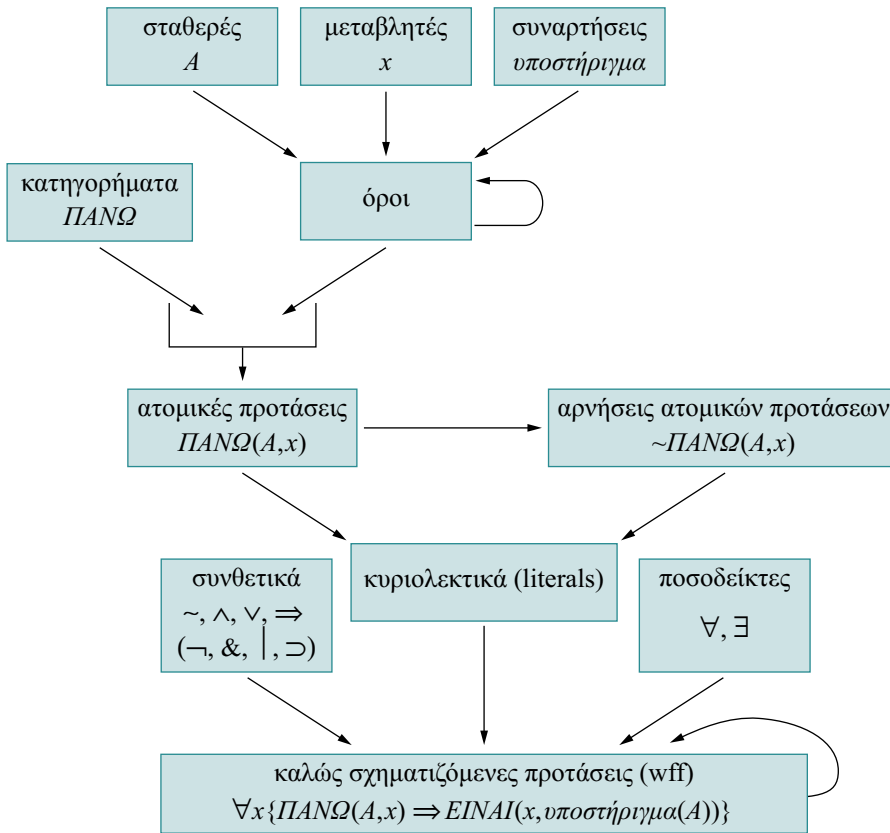 σταθερές
A
μεταβλητές
x
συναρτήσεις
υποστήριγμα
κατηγορήματα
ΠΑΝΩ
όροι
ατομικές προτάσεις
ΠΑΝΩ(A,x)
αρνήσεις ατομικών προτάσεων
~ΠΑΝΩ(A,x)
συνθετικά
~, ∧, ∨, ⇒
(¬, &, |, ⊃)
κυριολεκτικά (literals)
ποσοδείκτες
∀, ∃
καλώς σχηματιζόμενες προτάσεις (wff)
∀x{ΠΑΝΩ(A,x) ⇒ ΕΙΝΑΙ(x,υποστήριγμα(A))}